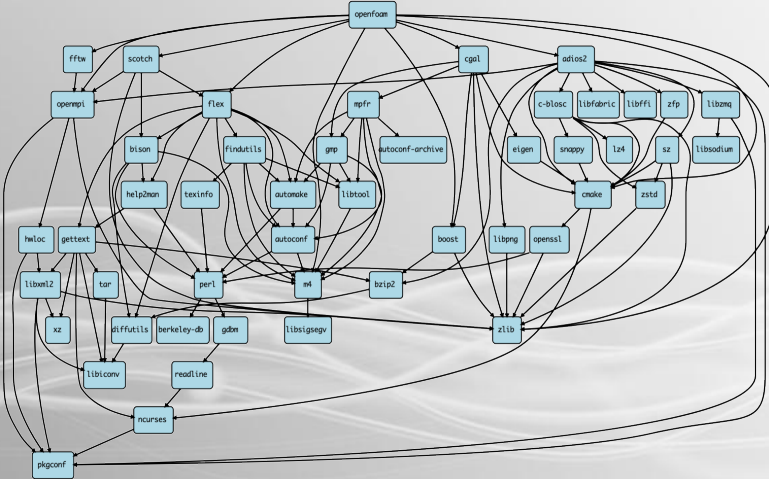 openfoam
fftw
scotch
cgal
adios2
openmpi
flex
mpfr
c-blosc
libfabric
libffi
zfp
libzmq
bison
findutils
gmp
autoconf-archive
eigen
snappy
lz4
sz
libsodium
help2man
texinfo
automake
libtool
cmake
zstd
hwloc
gettext
autoconf
boost
libpng
openssl
libxml2
tar
perl
m4
bzip2
xz
diffutils
berkeley-db
gdbm
libsigsegv
zlib
libiconv
readline
ncurses
pkgconf